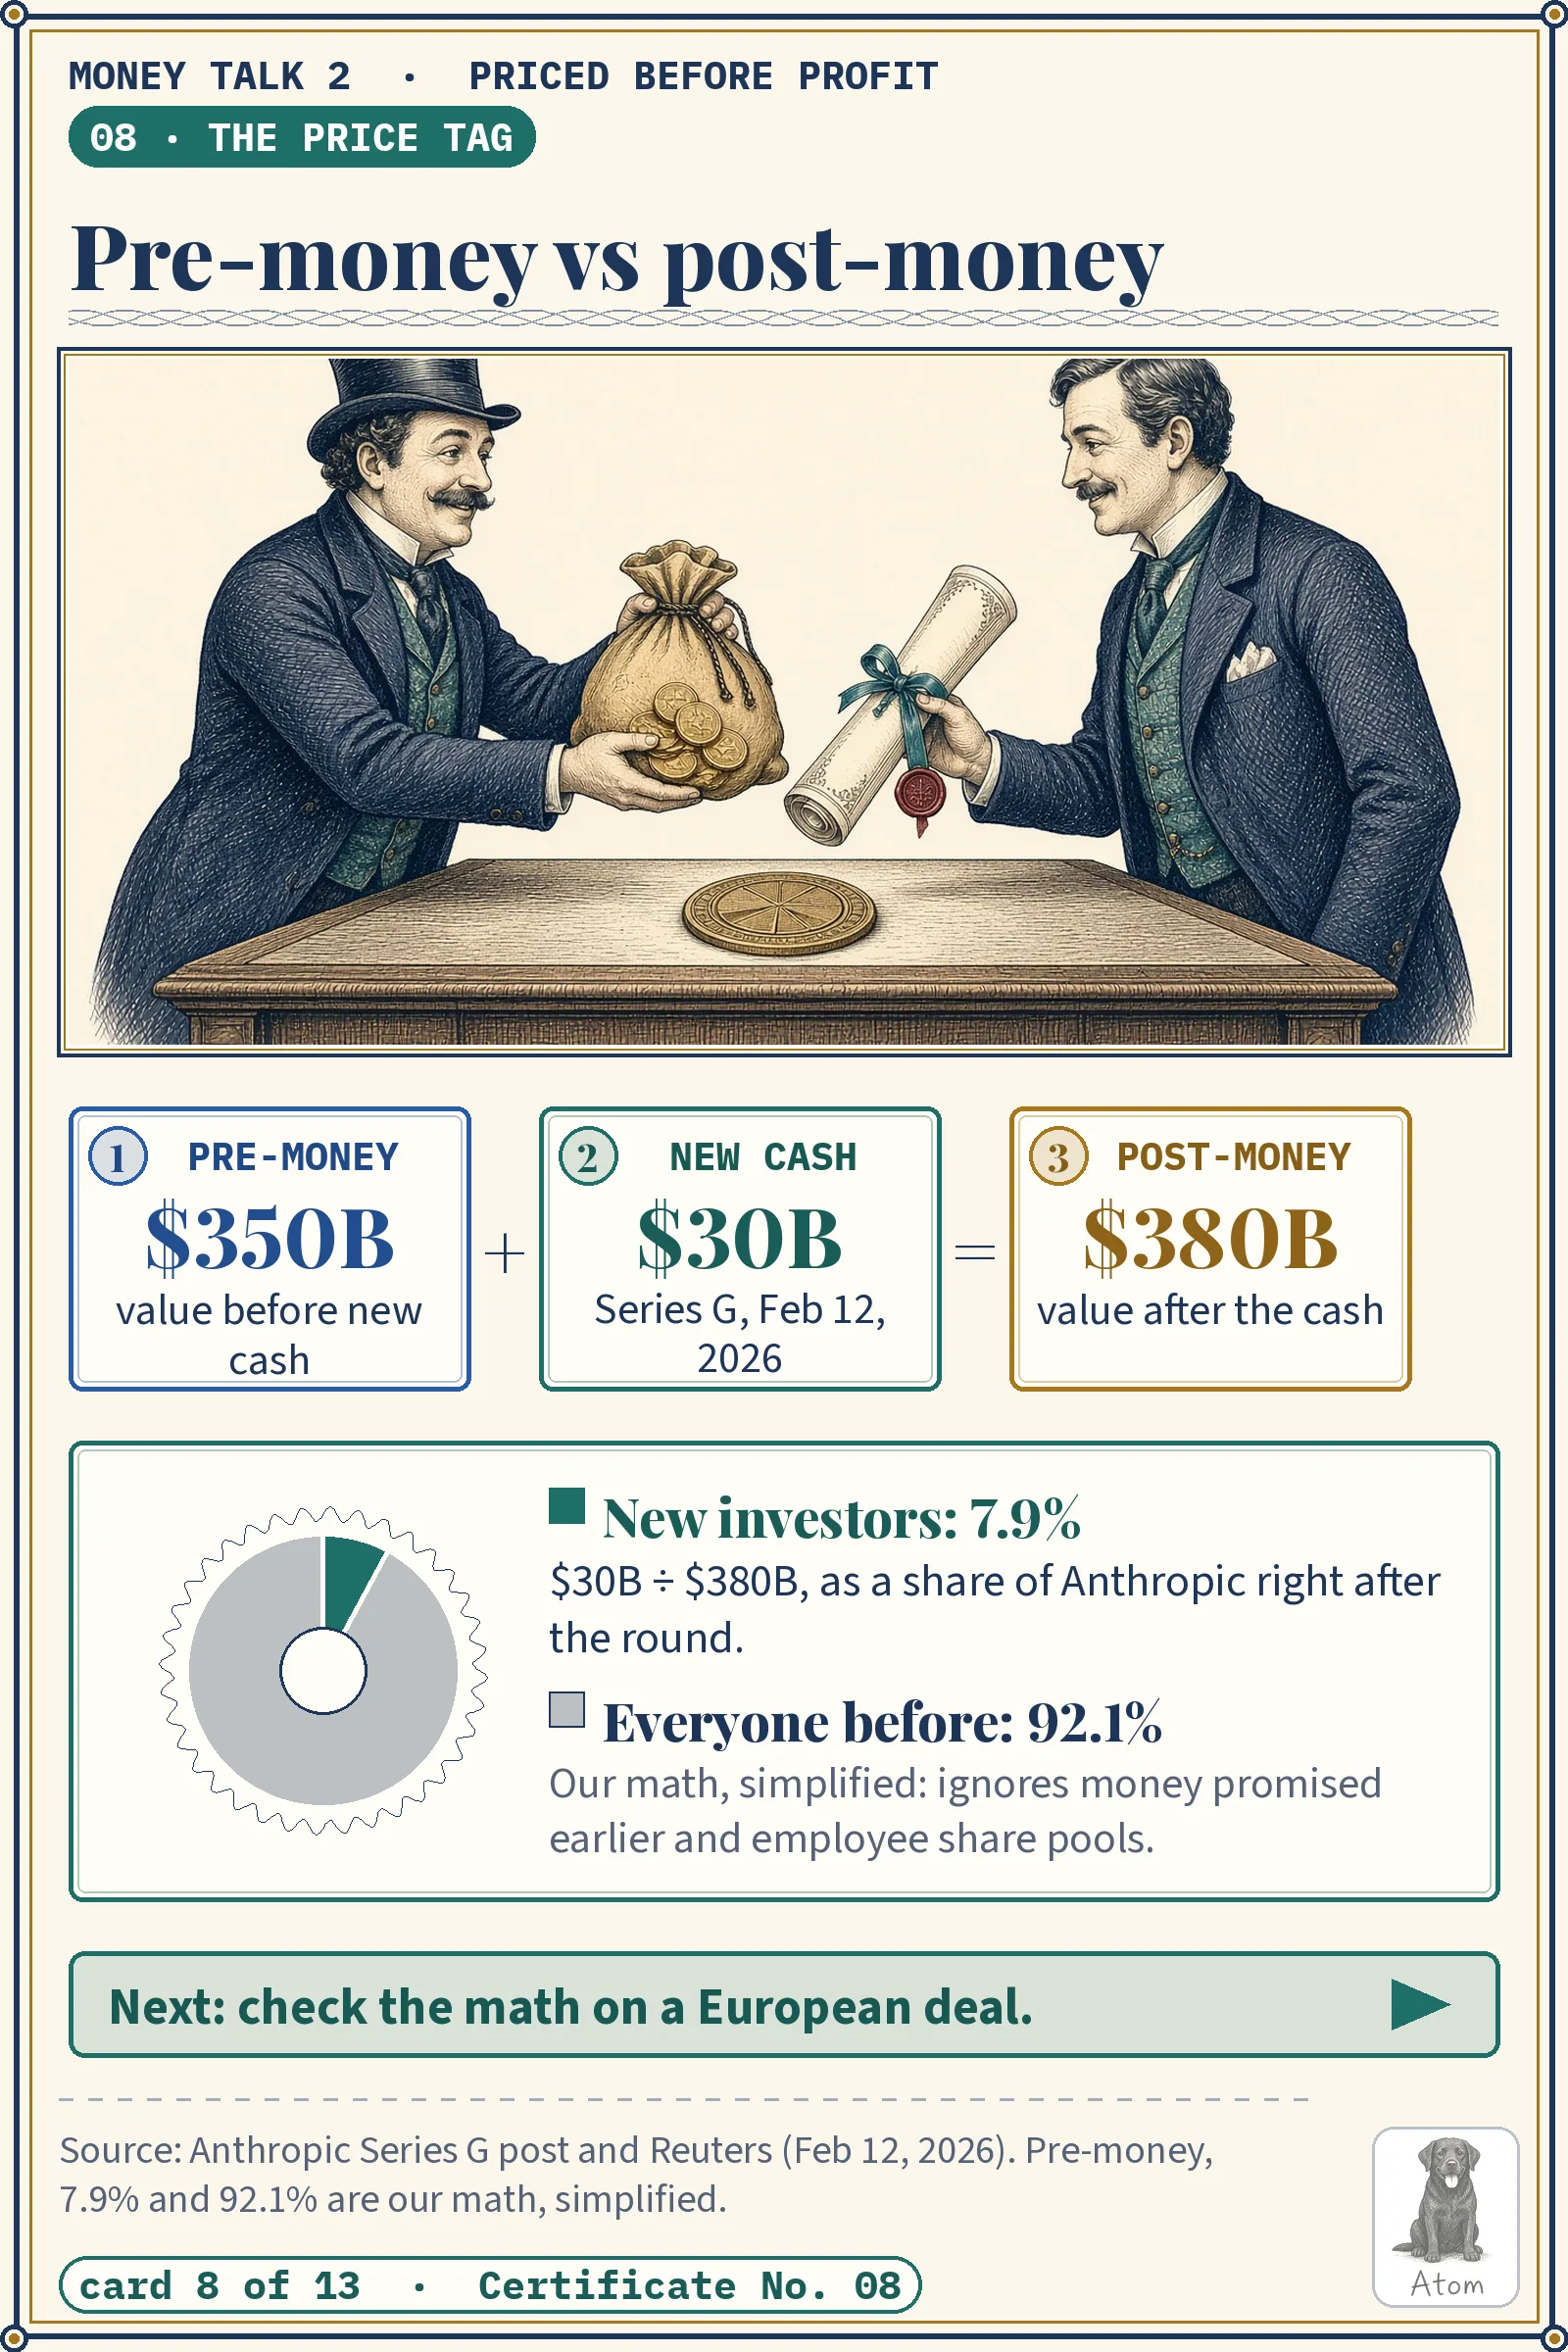 MONEY TALK 2 · PRICED BEFORE PROFIT
08 · THE PRICE TAG
Pre-money vs post-money
1 PRE-MONEY
$350B
value before new
cash
+
2 NEW CASH
$30B
Series G, Feb 12,
2026
=
3 POST-MONEY
$380B
value after the cash
New investors: 7.9%
$30B ÷ $380B, as a share of Anthropic right after
the round.
Everyone before: 92.1%
Our math, simplified: ignores money promised
earlier and employee share pools.
Next: check the math on a European deal.
Source: Anthropic Series G post and Reuters (Feb 12, 2026). Pre-money,
7.9% and 92.1% are our math, simplified.
card 8 of 13 · Certificate No. 08
Atom